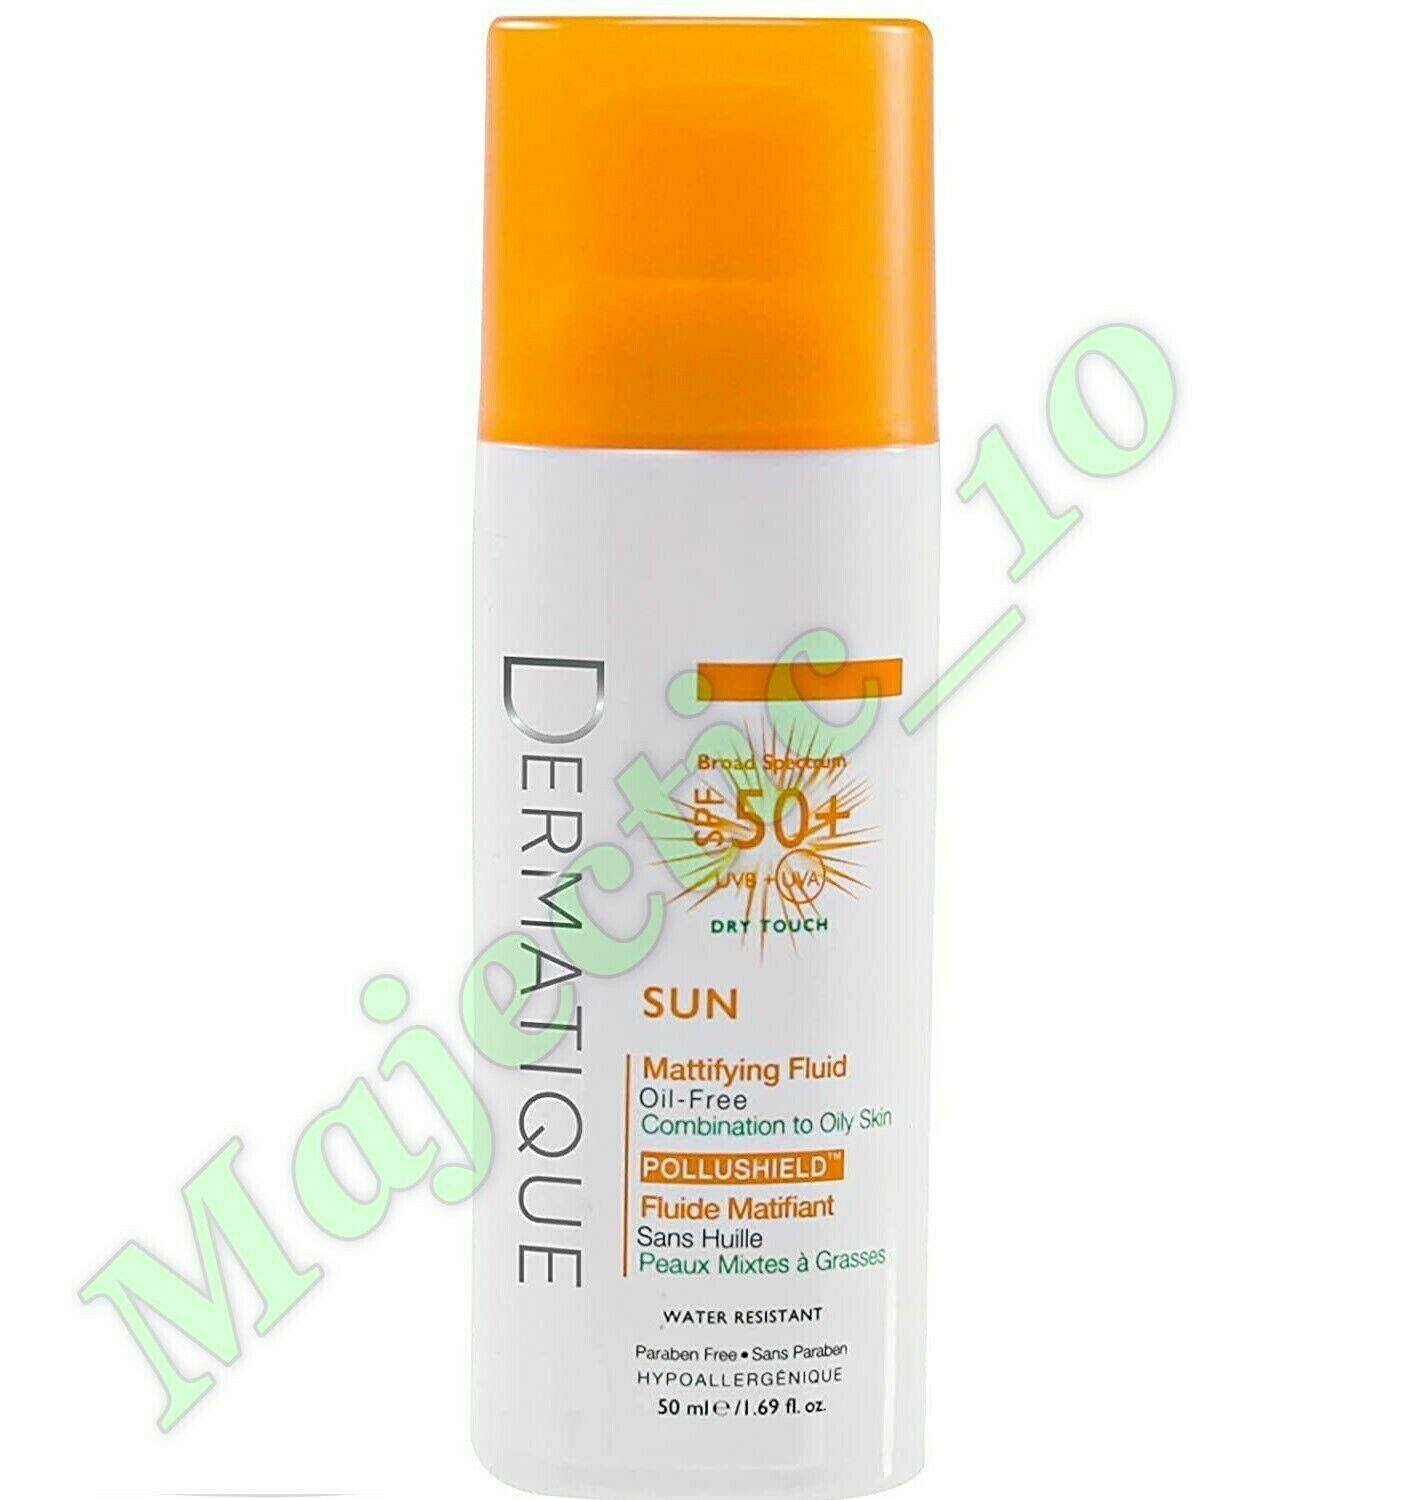 DERMATIQUE
Broad Spectrum
SPF 50+
UVB + UVA
DRY TOUCH
SUN
Mattifying Fluid
Oil-Free
Combination to Oily Skin
POLLUSHIELD™
Fluide Matifiant
Sans Huille
Peaux Mixtes à Grasses
WATER RESISTANT
Paraben Free • Sans Paraben
HYPOALLERGÉNIQUE
50 ml ℮ /1.69 fl. oz.
Majectic_10